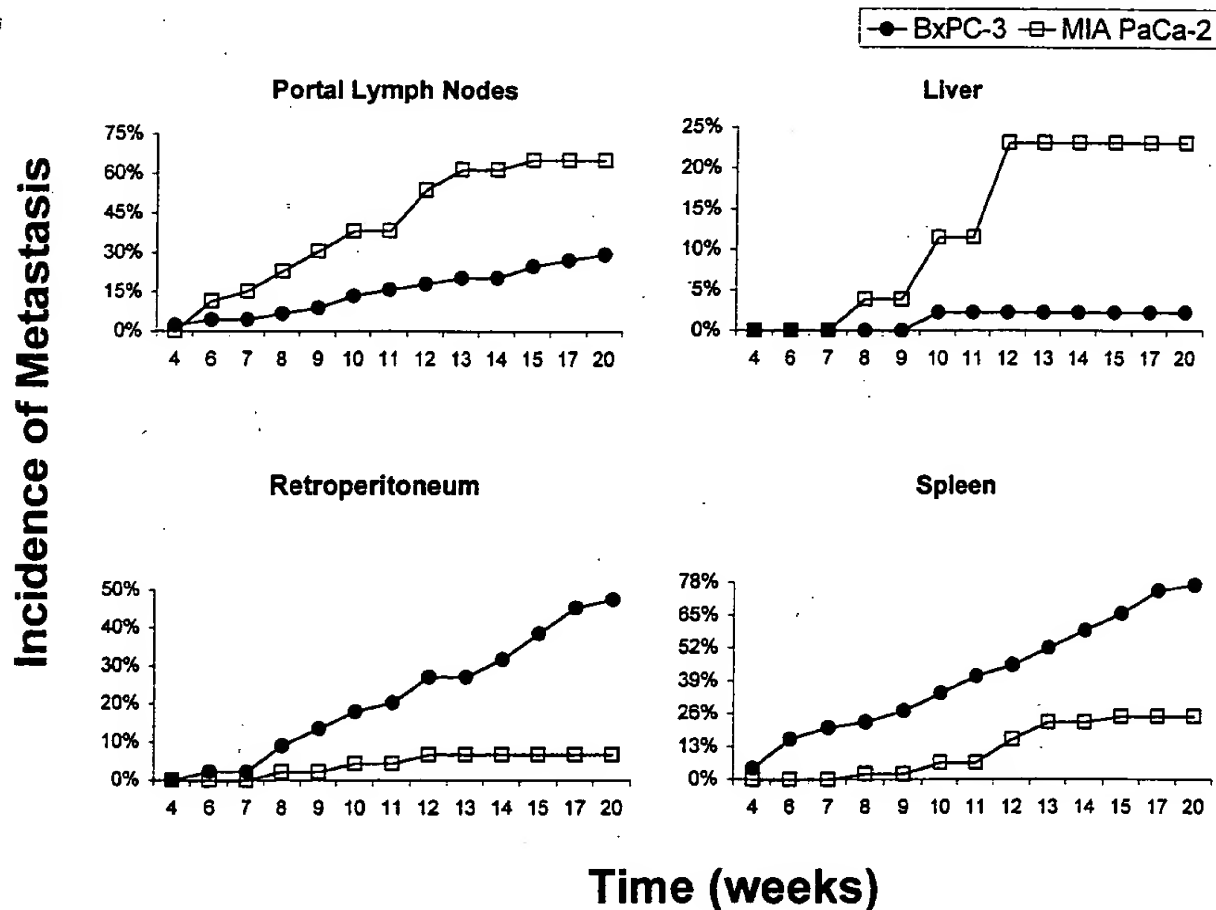 BxPC-3 MIA PaCa-2
Portal Lymph Nodes
75%
60%
45%
30%
15%
0%
4 6 7 8 9 10 11 12 13 14 15 17 20
Liver
25%
20%
15%
10%
5%
0%
4 6 7 8 9 10 11 12 13 14 15 17 20
Incidence of Metastasis
Retroperitoneum
50%
40%
30%
20%
10%
0%
4 6 7 8 9 10 11 12 13 14 15 17 20
Spleen
78%
65%
52%
39%
26%
13%
0%
4 6 7 8 9 10 11 12 13 14 15 17 20
Time (weeks)